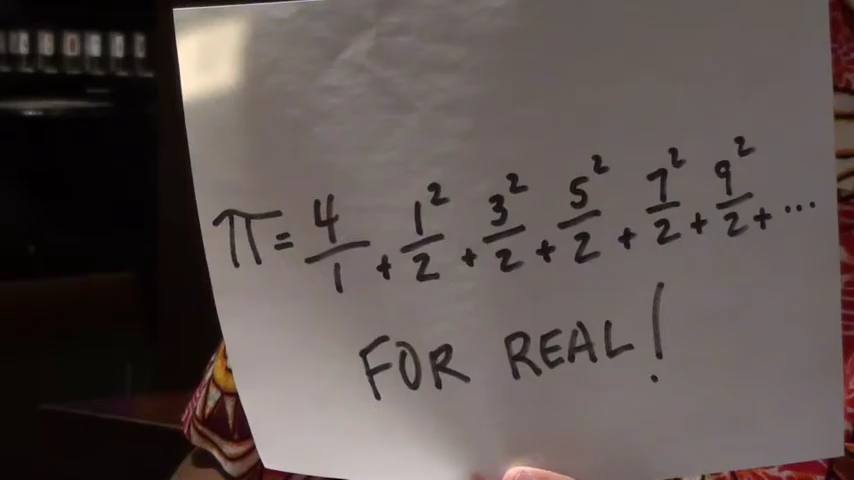 π = 4/1 + 1²/2 + 3²/2 + 5²/2 + 7²/2 + 9²/2 + ...
FOR REAL!